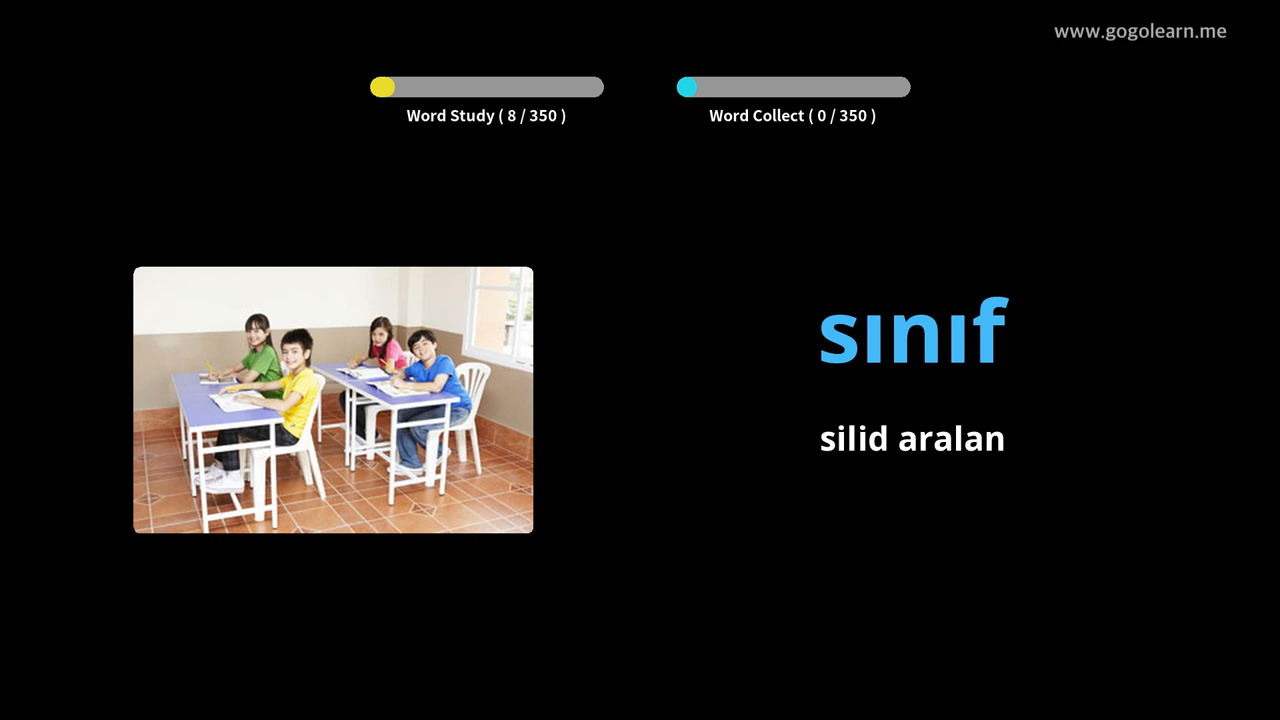 www.gogolearn.me
Word Study ( 8 / 350 )
Word Collect ( 0 / 350 )
sınıf
silid aralan